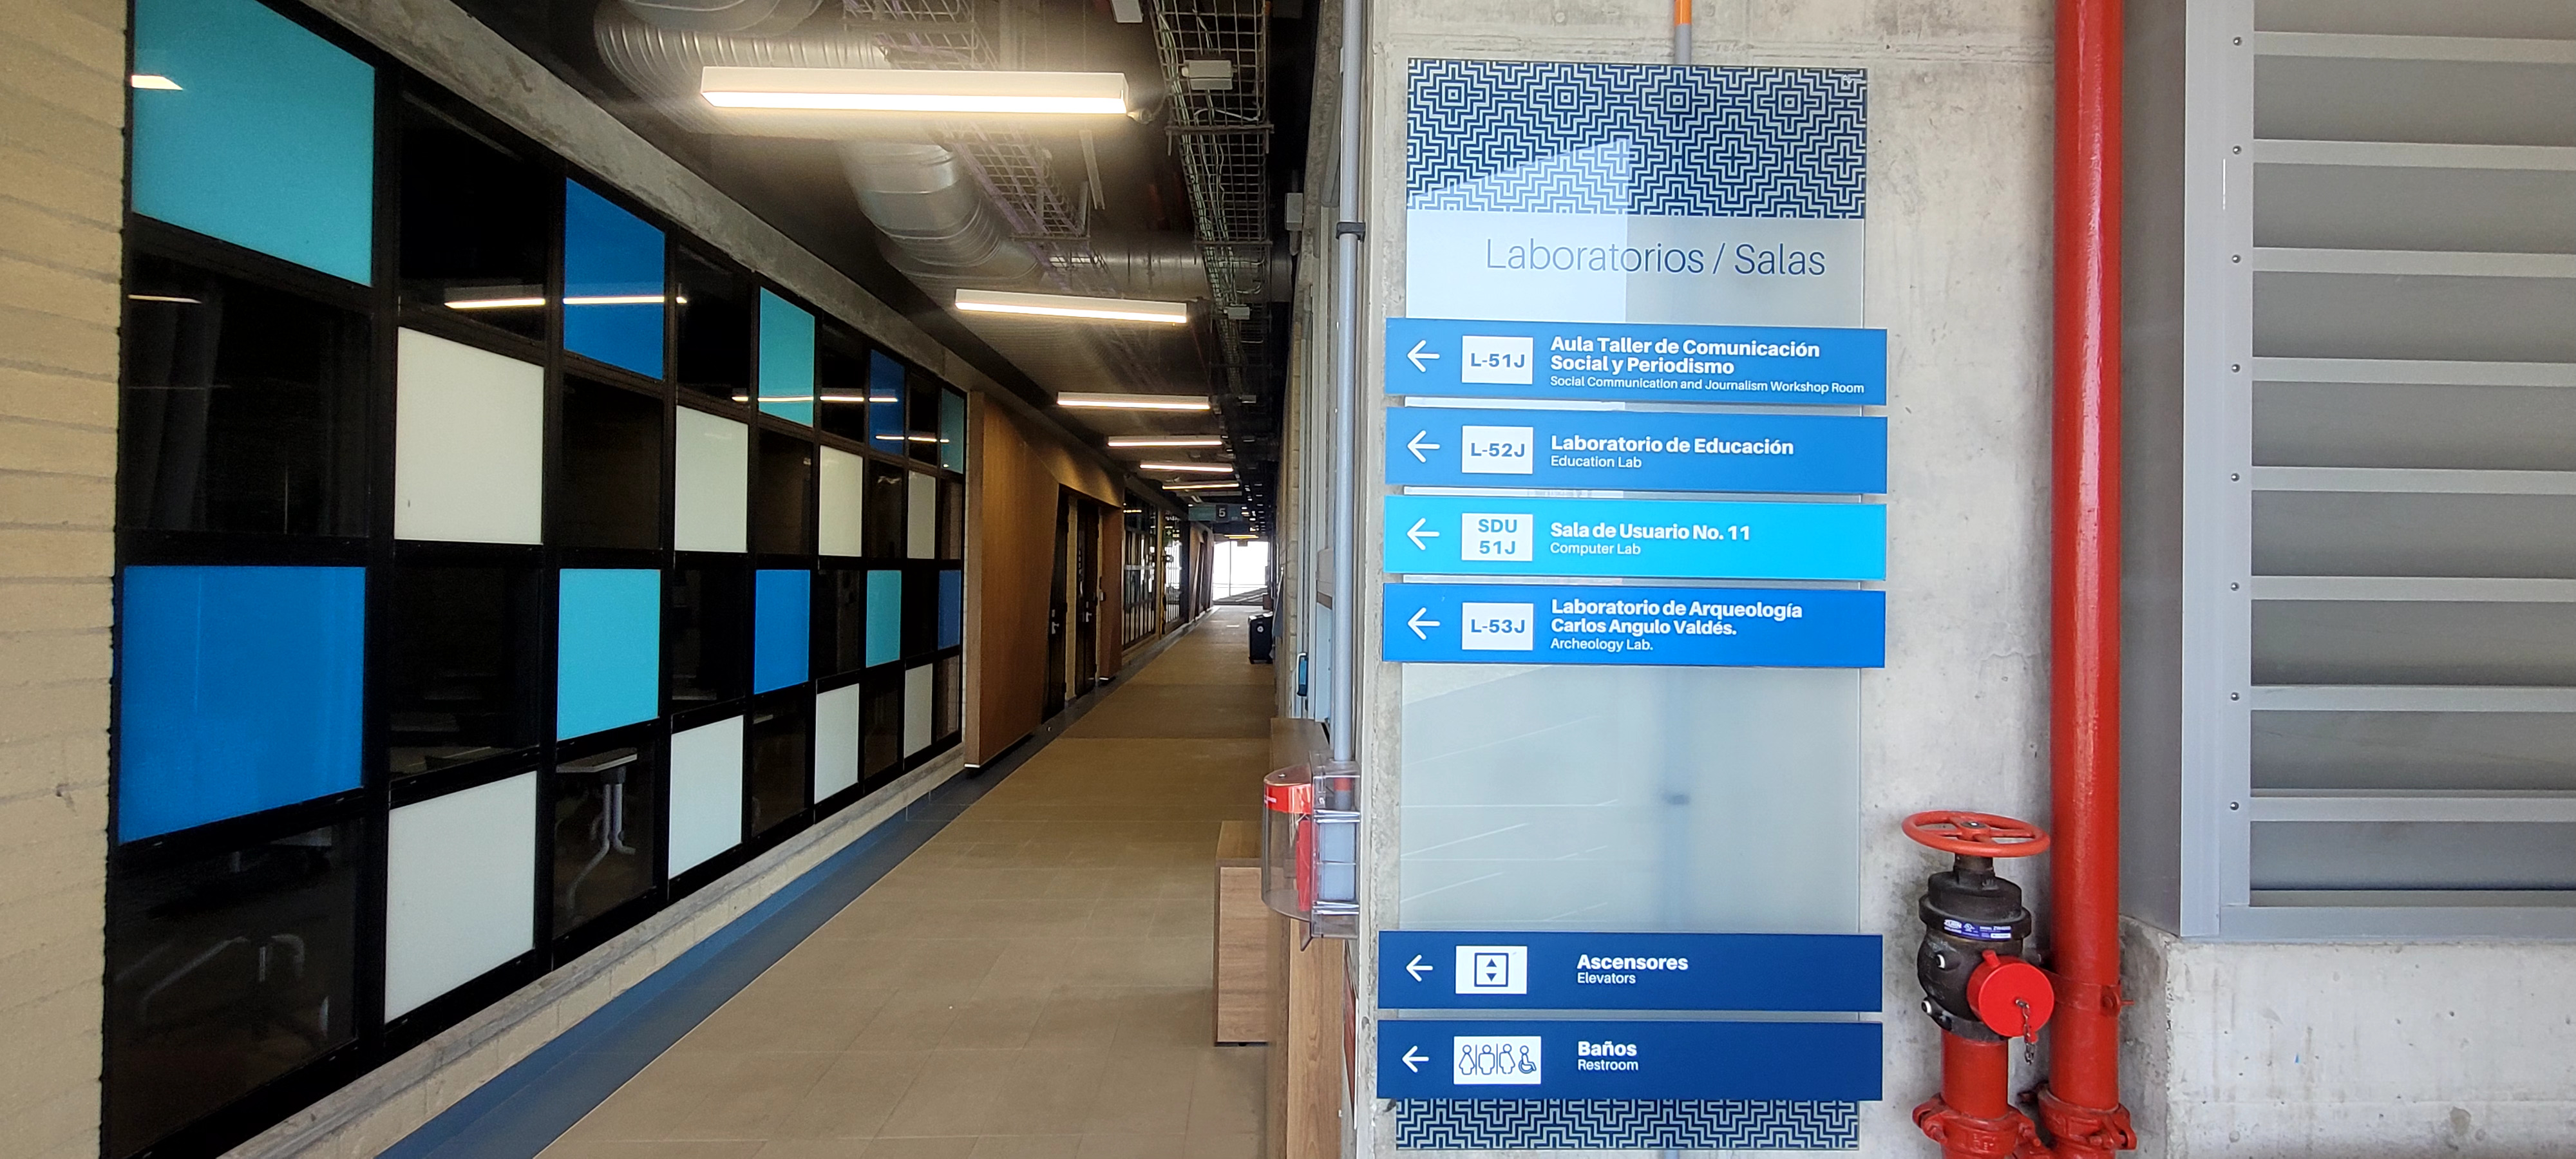 Laboratorios / Salas
L-51J
Aula Taller de Comunicación
Social y Periodismo
Social Communication and Journalism Workshop Room
L-52J
Laboratorio de Educación
Education Lab
SDU
51J
Sala de Usuario No. 11
Computer Lab
L-53J
Laboratorio de Arqueología
Carlos Angulo Valdés.
Archeology Lab.
Ascensores
Elevators
Baños
Restroom
5